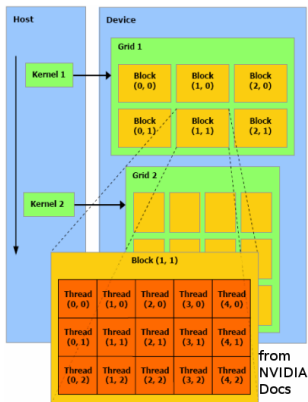 Host
Device
Grid 1
Kernel 1
Block Block Block
(0, 0) (1, 0) (2, 0)
Block Block Block
(0, 1) (1, 1) (2, 1)
Grid 2
Kernel 2
Block (1, 1)
Thread Thread Thread Thread Thread
(0, 0) (1, 0) (2, 0) (3, 0) (4, 0)
Thread Thread Thread Thread Thread
(0, 1) (1, 1) (2, 1) (3, 1) (4, 1)
Thread Thread Thread Thread Thread
(0, 2) (1, 2) (2, 2) (3, 2) (4, 2)
from
NVIDIA
Docs